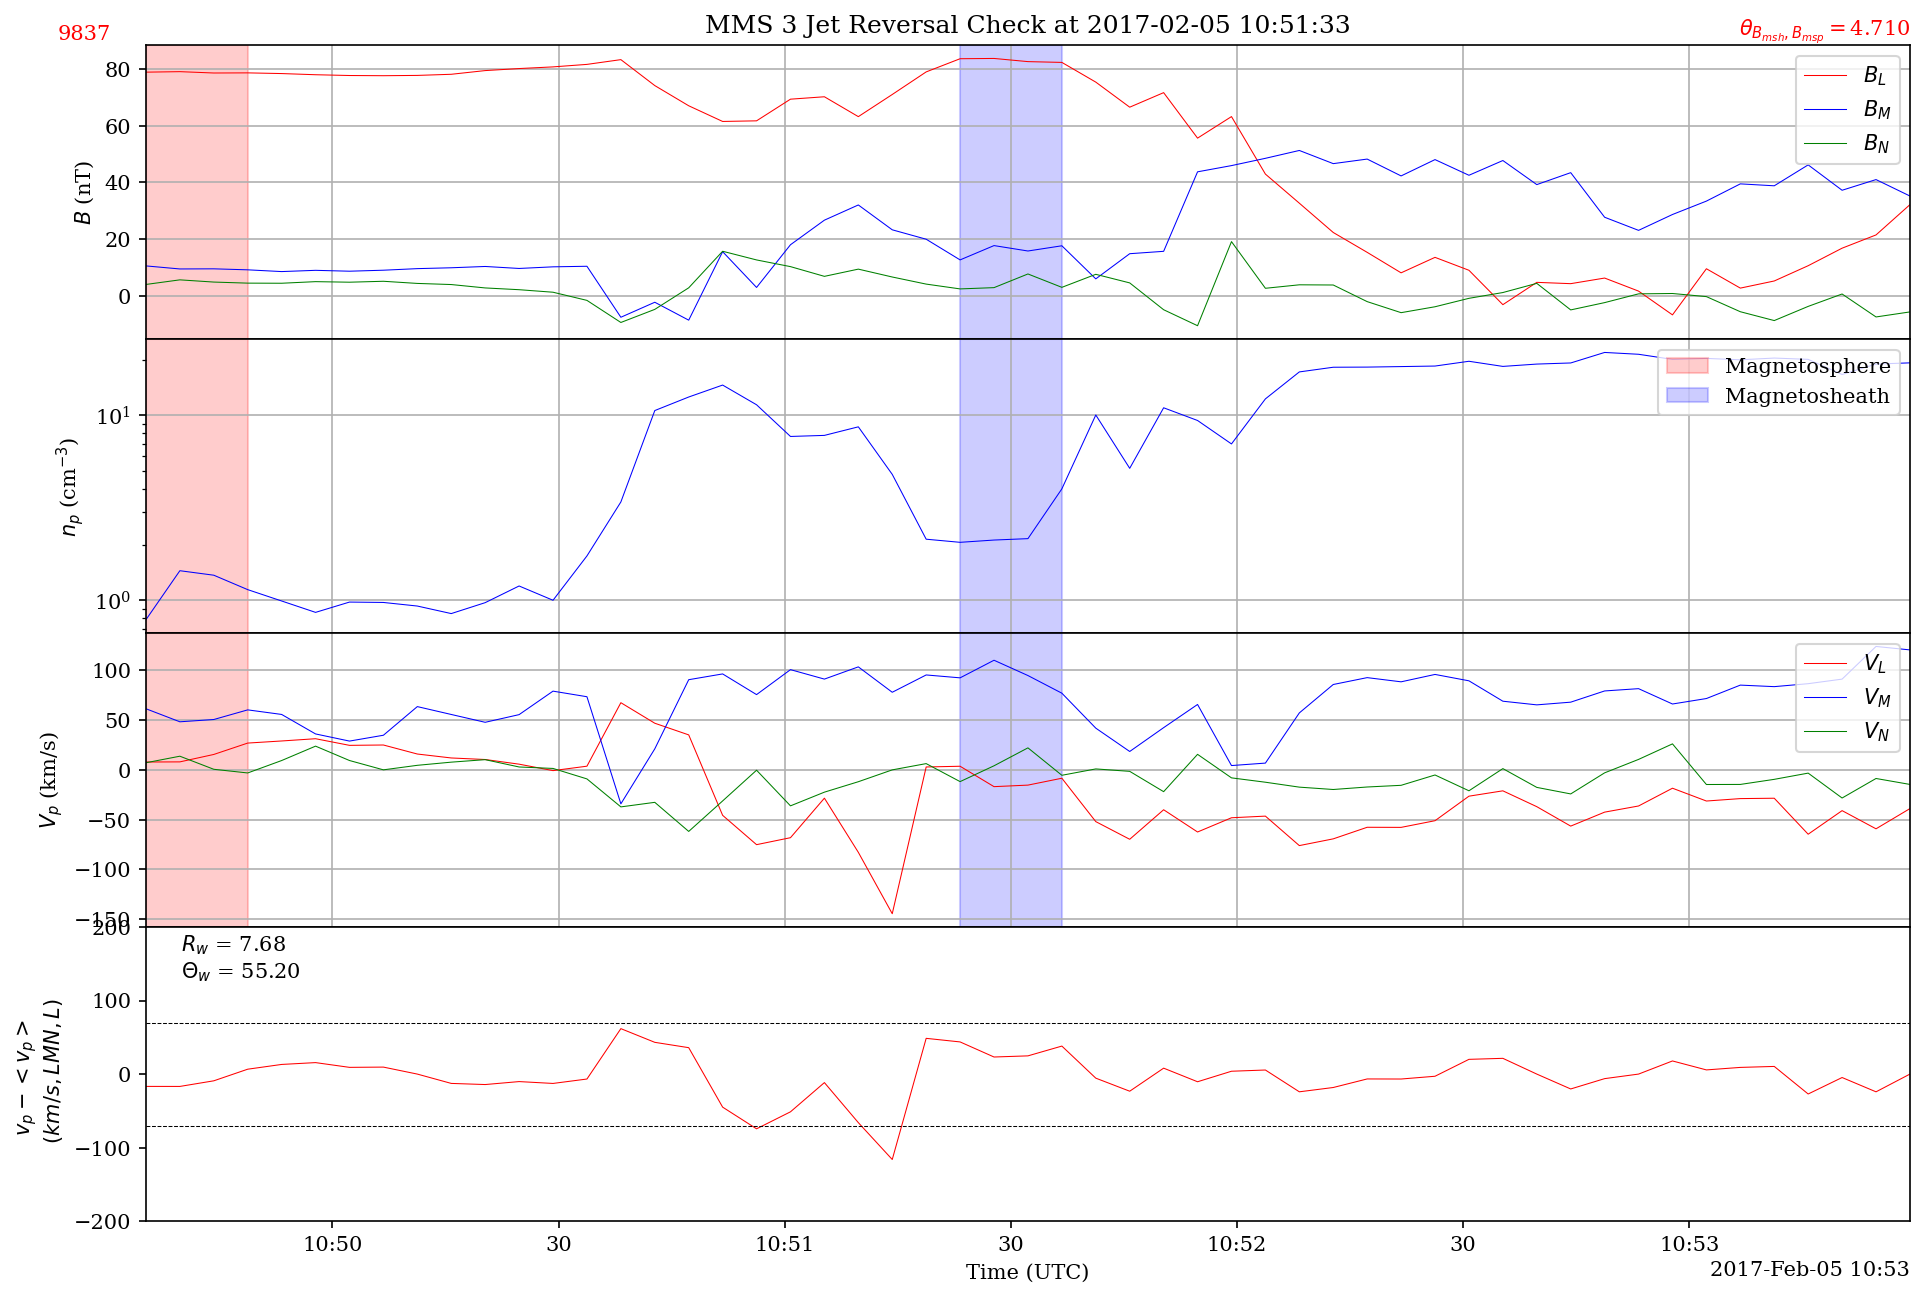 9837
MMS 3 Jet Reversal Check at 2017-02-05 10:51:33
θ_{B_{msh}, B_{msp}} = 4.710
80
60
40
20
0
B (nT)
B_L
B_M
B_N
10^1
10^0
n_p (cm^{−3})
Magnetosphere
Magnetosheath
100
50
0
−50
−100
−150
V_p (km/s)
V_L
V_M
V_N
200
100
0
−100
−200
v_p − < v_p >
(km/s, LMN, L)
R_w = 7.68
Θ_w = 55.20
10:50
30
10:51
30
10:52
30
10:53
Time (UTC)
2017-Feb-05 10:53